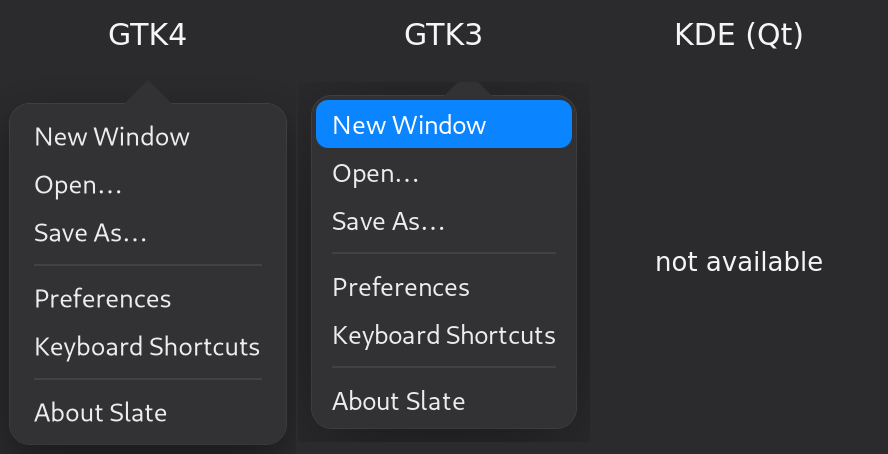 GTK4
New Window
Open…
Save As…
Preferences
Keyboard Shortcuts
About Slate
GTK3
New Window
Open…
Save As…
Preferences
Keyboard Shortcuts
About Slate
KDE (Qt)
not available